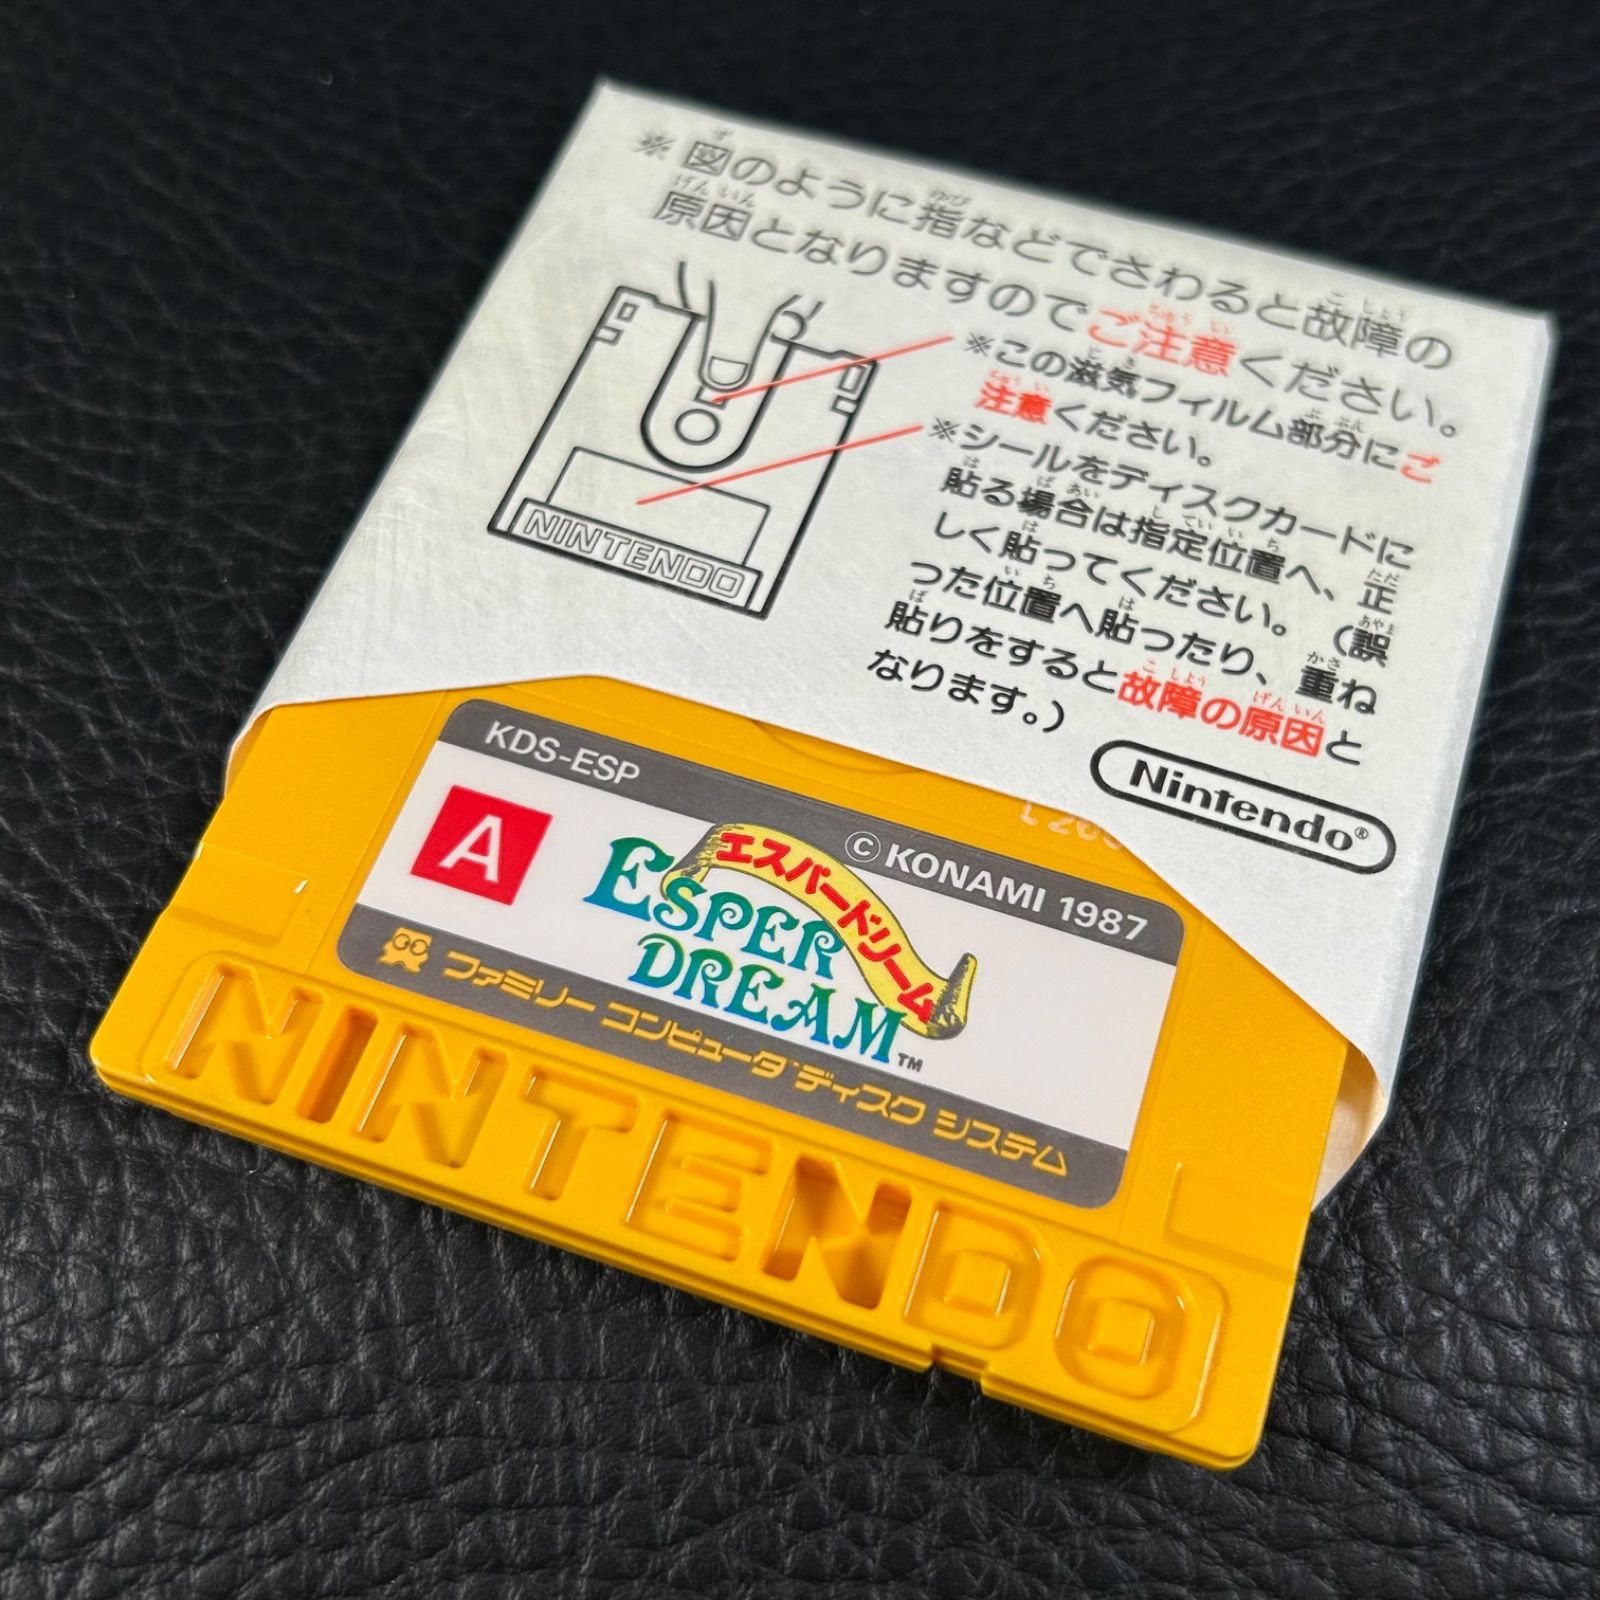 ※図のように指などでさわると故障の
原因となりますのでご注意ください。
※この滋気フィルム部分にご
注意ください。
※シールをディスクカードに
貼る場合は指定位置へ、正
しく貼ってください。(誤
った位置へ貼ったり、重ね
貼りをすると故障の原因と
なります。)
NINTENDO
Nintendo®
KDS-ESP
© KONAMI 1987
A
エスパードリーム
ESPER
DREAM™
ファミリー コンピュータ ディスク システム
NINTENDO